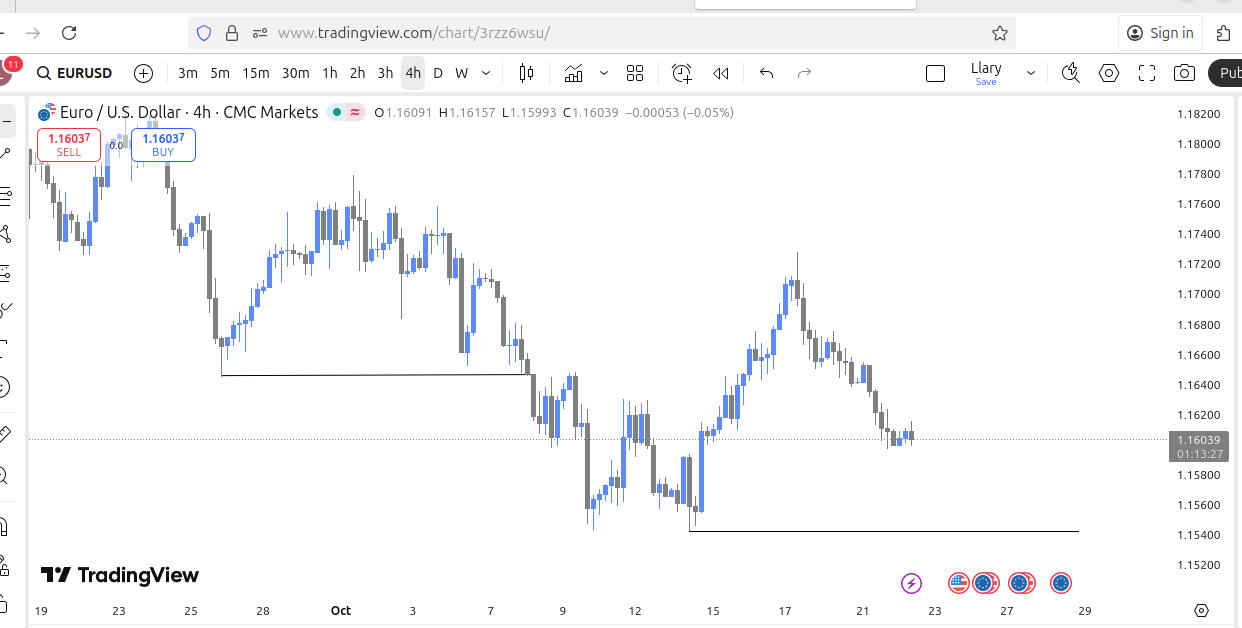 www.tradingview.com/chart/3rzz6wsu/
Sign in
11
EURUSD
3m 5m 15m 30m 1h 2h 3h 4h D W
Llary
Save
Pub
Euro / U.S. Dollar · 4h · CMC Markets
O1.16091 H1.16157 L1.15993 C1.16039 −0.00053 (−0.05%)
1.16037
SELL
0.0
1.16037
BUY
1.18200
1.18000
1.17800
1.17600
1.17400
1.17200
1.17000
1.16800
1.16600
1.16400
1.16200
1.16039
01:13:27
1.15800
1.15600
1.15400
1.15200
TradingView
19 23 25 28 Oct 3 7 9 12 15 17 21 23 27 29